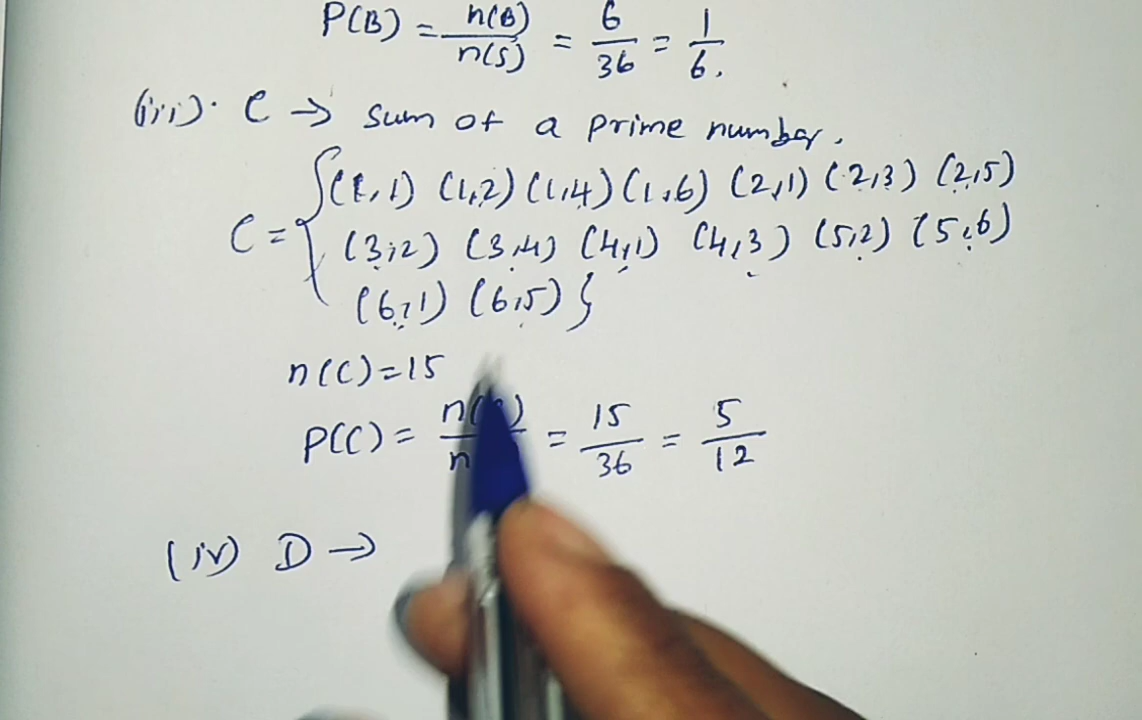 P(B) = n(B)/n(S) = 6/36 = 1/6.
(iii). C → sum of a prime number.
C = {(1,1) (1,2) (1,4) (1,6) (2,1) (2,3) (2,5)
(3,2) (3,4) (4,1) (4,3) (5,2) (5,6)
(6,1) (6,5)}
n(C)=15
P(C) = n( ) / n = 15/36 = 5/12
(iv) D →